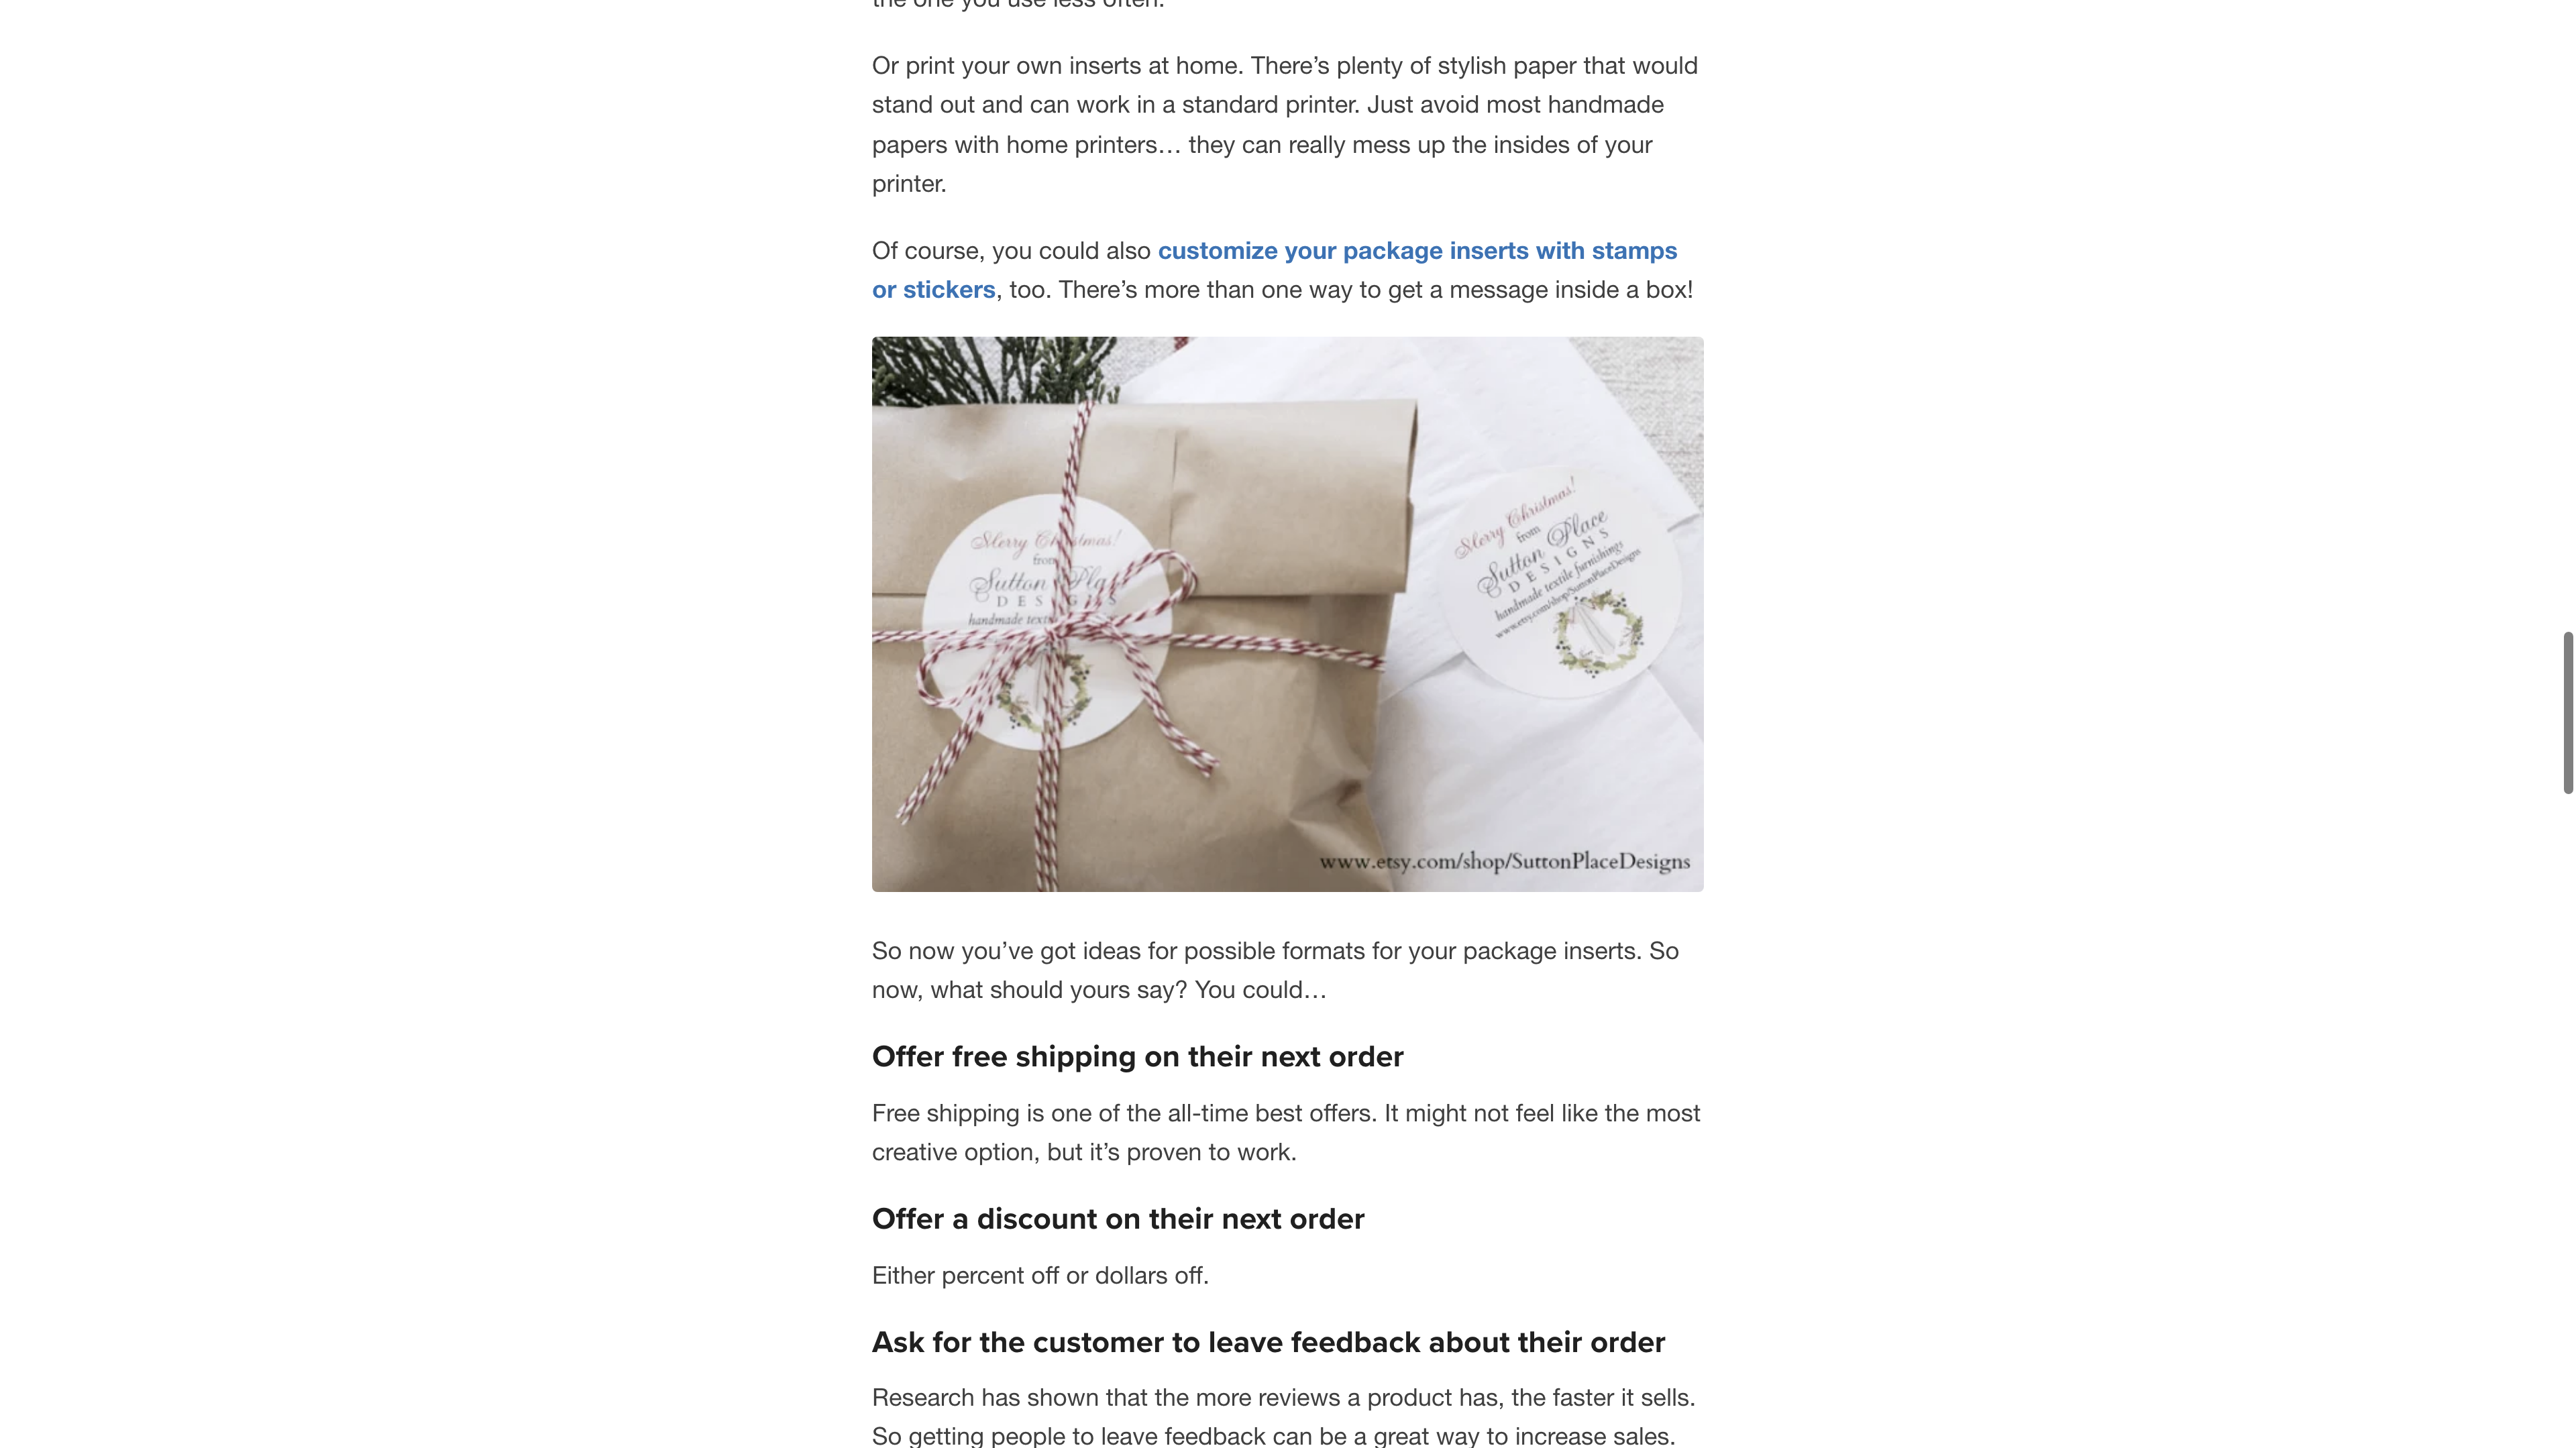 the one you use less often.
Or print your own inserts at home. There’s plenty of stylish paper that would
stand out and can work in a standard printer. Just avoid most handmade
papers with home printers… they can really mess up the insides of your
printer.
Of course, you could also customize your package inserts with stamps
or stickers, too. There’s more than one way to get a message inside a box!
Merry Christmas!
from
Sutton Place
DESIGNS
handmade
Merry Christmas!
from
Sutton Place
DESIGNS
handmade textile furnishings
www.etsy.com/shop/SuttonPlaceDesigns
www.etsy.com/shop/SuttonPlaceDesigns
So now you’ve got ideas for possible formats for your package inserts. So
now, what should yours say? You could…
Offer free shipping on their next order
Free shipping is one of the all-time best offers. It might not feel like the most
creative option, but it’s proven to work.
Offer a discount on their next order
Either percent off or dollars off.
Ask for the customer to leave feedback about their order
Research has shown that the more reviews a product has, the faster it sells.
So getting people to leave feedback can be a great way to increase sales.